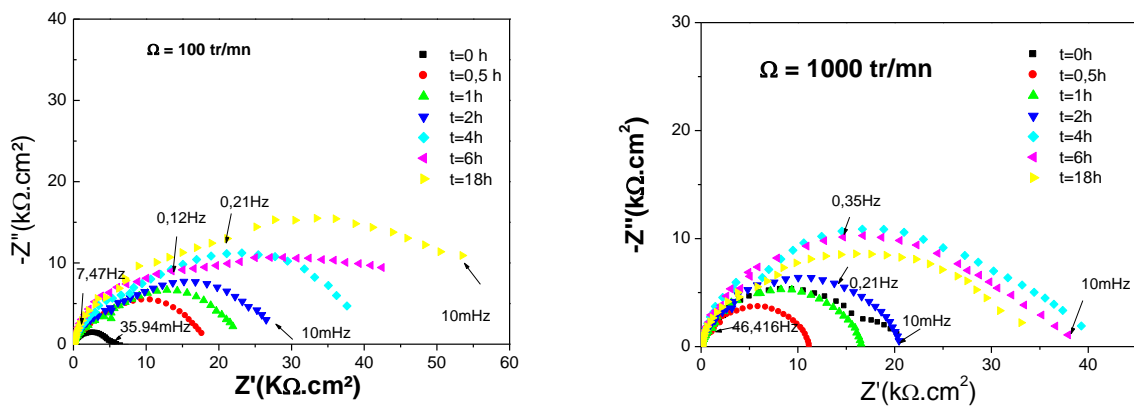 40
30
20
10
0
0 10 20 30 40 50 60
-Z''(kΩ.cm²)
Z'(KΩ.cm²)
Ω = 100 tr/mn
t=0 h
t=0,5 h
t=1h
t=2h
t=4h
t=6h
t=18h
0,21Hz
0,12Hz
7,47Hz
35.94mHz
10mHz
10mHz
30
20
10
0
0 10 20 30 40
-Z''(kΩ.cm²)
Z'(kΩ.cm²)
Ω = 1000 tr/mn
t=0h
t=0,5h
t=1h
t=2h
t=4h
t=6h
t=18h
0,35Hz
0,21Hz
46,416Hz
10mHz
10mHz